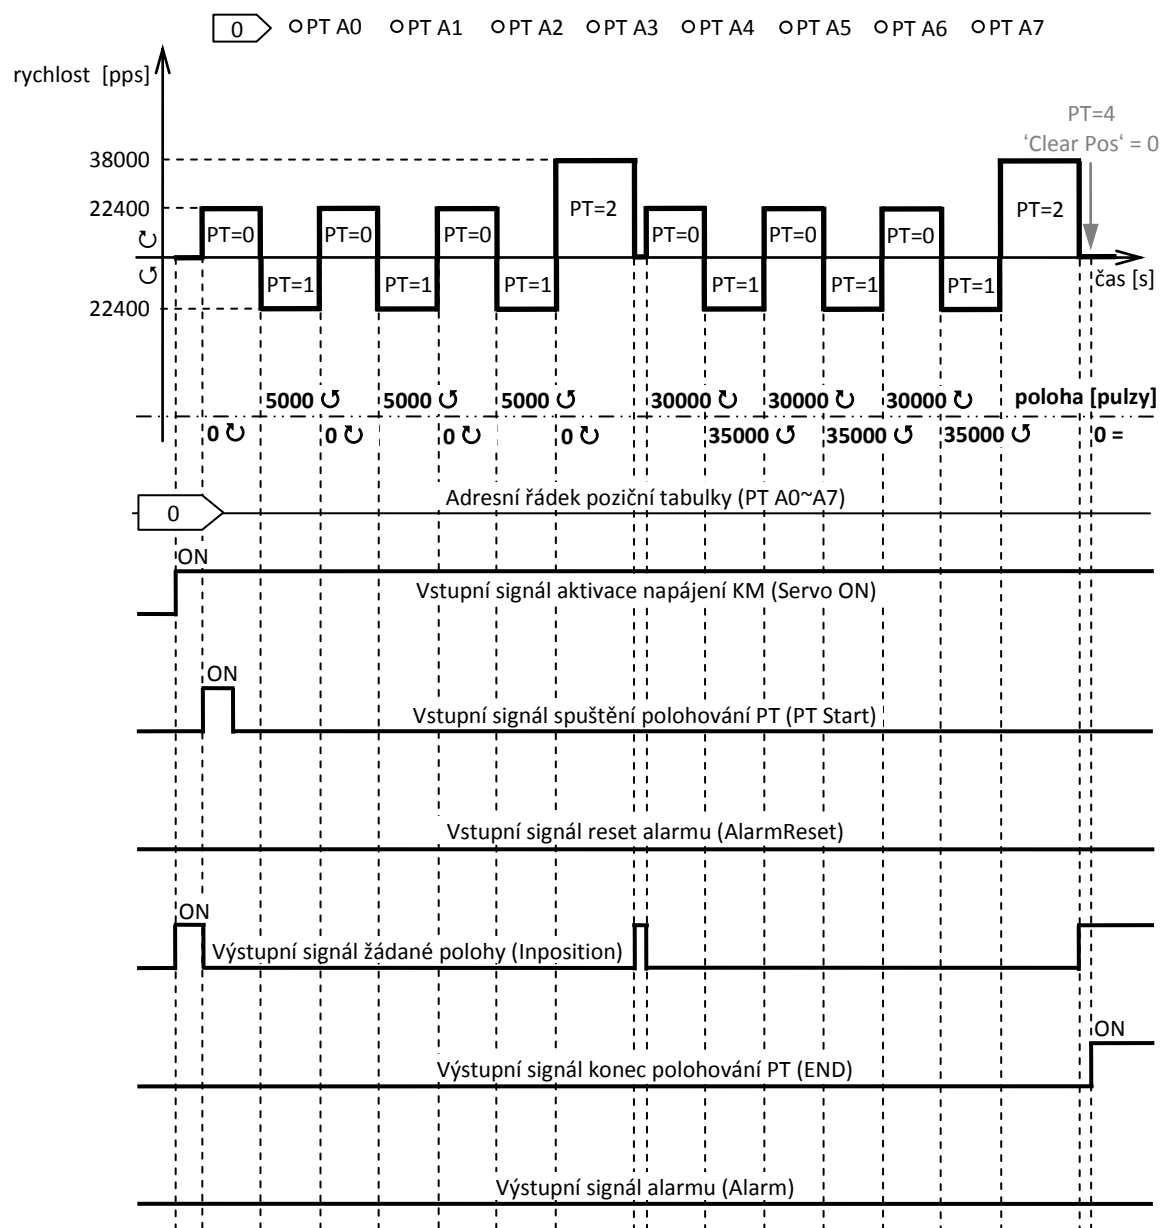 0 PT A0 PT A1 PT A2 PT A3 PT A4 PT A5 PT A6 PT A7
rychlost [pps]
PT=4
'Clear Pos' = 0
38000
22400
PT=2
PT=2
PT=0 PT=0 PT=0 PT=0 PT=0 PT=0
PT=1 PT=1 PT=1 PT=1 PT=1 PT=1
čas [s]
22400
5000 ↺ 5000 ↺ 5000 ↺ 30000 ↻ 30000 ↻ 30000 ↻ poloha [pulzy]
0 ↻ 0 ↻ 0 ↻ 0 ↻ 35000 ↺ 35000 ↺ 35000 ↺ 0 =
Adresní řádek poziční tabulky (PT A0~A7)
0
ON
Vstupní signál aktivace napájení KM (Servo ON)
ON
Vstupní signál spuštění polohování PT (PT Start)
Vstupní signál reset alarmu (AlarmReset)
ON
Výstupní signál žádané polohy (Inposition)
ON
Výstupní signál konec polohování PT (END)
Výstupní signál alarmu (Alarm)